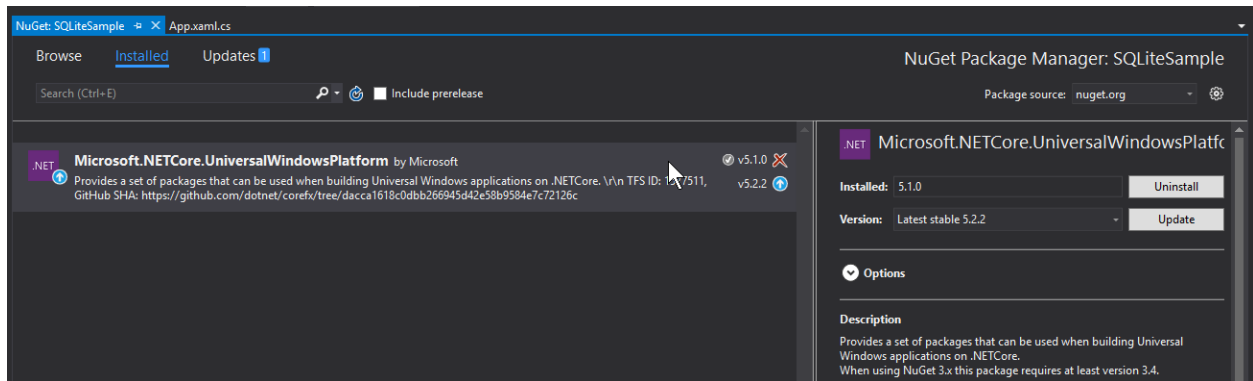 NuGet: SQLiteSample App.xaml.cs
Browse Installed Updates 1
NuGet Package Manager: SQLiteSample
Search (Ctrl+E) Include prerelease
Package source: nuget.org
.NET Microsoft.NETCore.UniversalWindowsPlatform by Microsoft v5.1.0
Provides a set of packages that can be used when building Universal Windows applications on .NETCore. \r\n TFS ID: v5.2.2
GitHub SHA: https://github.com/dotnet/corefx/tree/dacca1618c0dbb266945d42e58b9584e7c72126c
.NET Microsoft.NETCore.UniversalWindowsPlatfc
Installed: 5.1.0 Uninstall
Version: Latest stable 5.2.2 Update
Options
Description
Provides a set of packages that can be used when building Universal
Windows applications on .NETCore.
When using NuGet 3.x this package requires at least version 3.4.